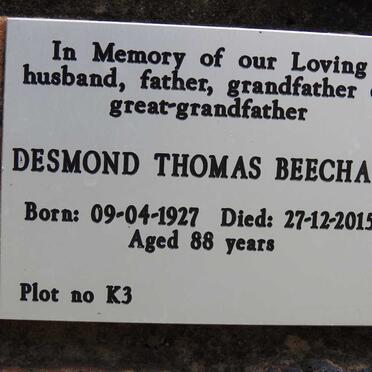 In Memory of our Loving
husband, father, grandfather
great-grandfather
DESMOND THOMAS BEECHA
Born: 09-04-1927 Died: 27-12-2015
Aged 88 years
Plot no K3